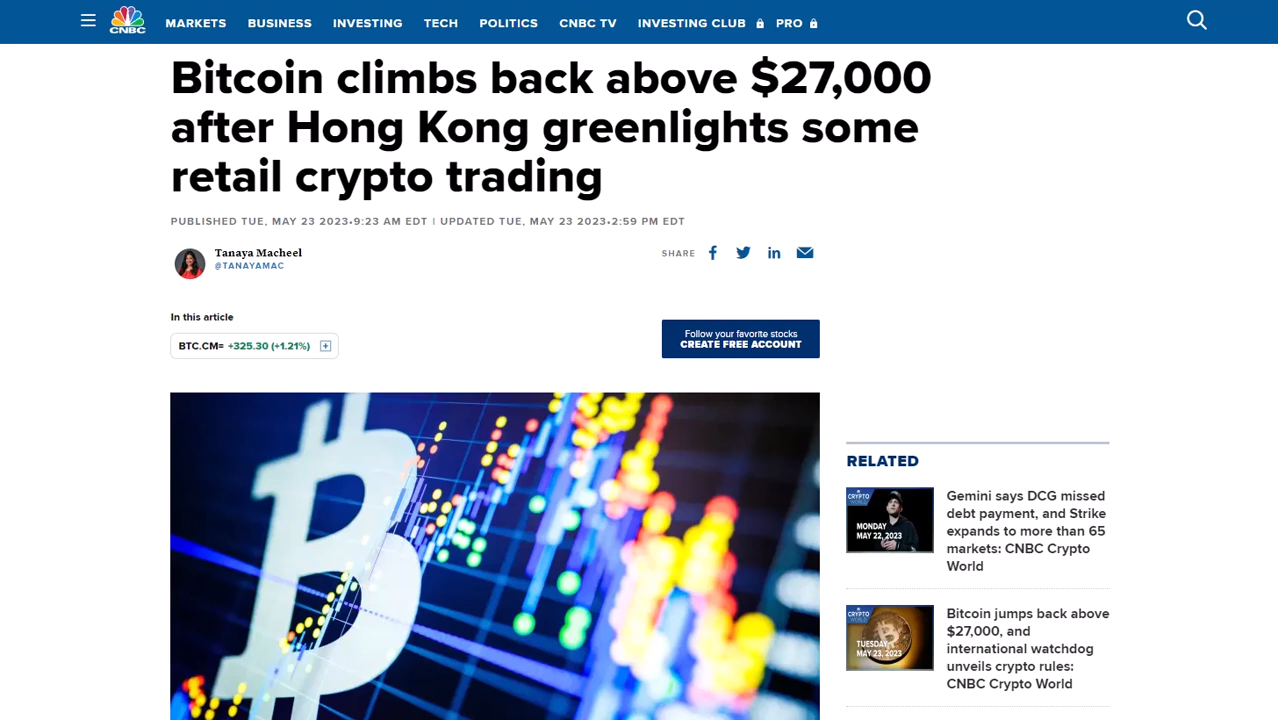 CNBC
MARKETS BUSINESS INVESTING TECH POLITICS CNBC TV INVESTING CLUB PRO
Bitcoin climbs back above $27,000
after Hong Kong greenlights some
retail crypto trading
PUBLISHED TUE, MAY 23 2023•9:23 AM EDT | UPDATED TUE, MAY 23 2023•2:59 PM EDT
Tanaya Macheel
@TANAYAMAC
SHARE
In this article
BTC.CM= +325.30 (+1.21%)
Follow your favorite stocks
CREATE FREE ACCOUNT
RELATED
CRYPTO
WORLD
MONDAY
MAY 22, 2023
Gemini says DCG missed
debt payment, and Strike
expands to more than 65
markets: CNBC Crypto
World
CRYPTO
WORLD
TUESDAY
MAY 23, 2023
Bitcoin jumps back above
$27,000, and
international watchdog
unveils crypto rules:
CNBC Crypto World